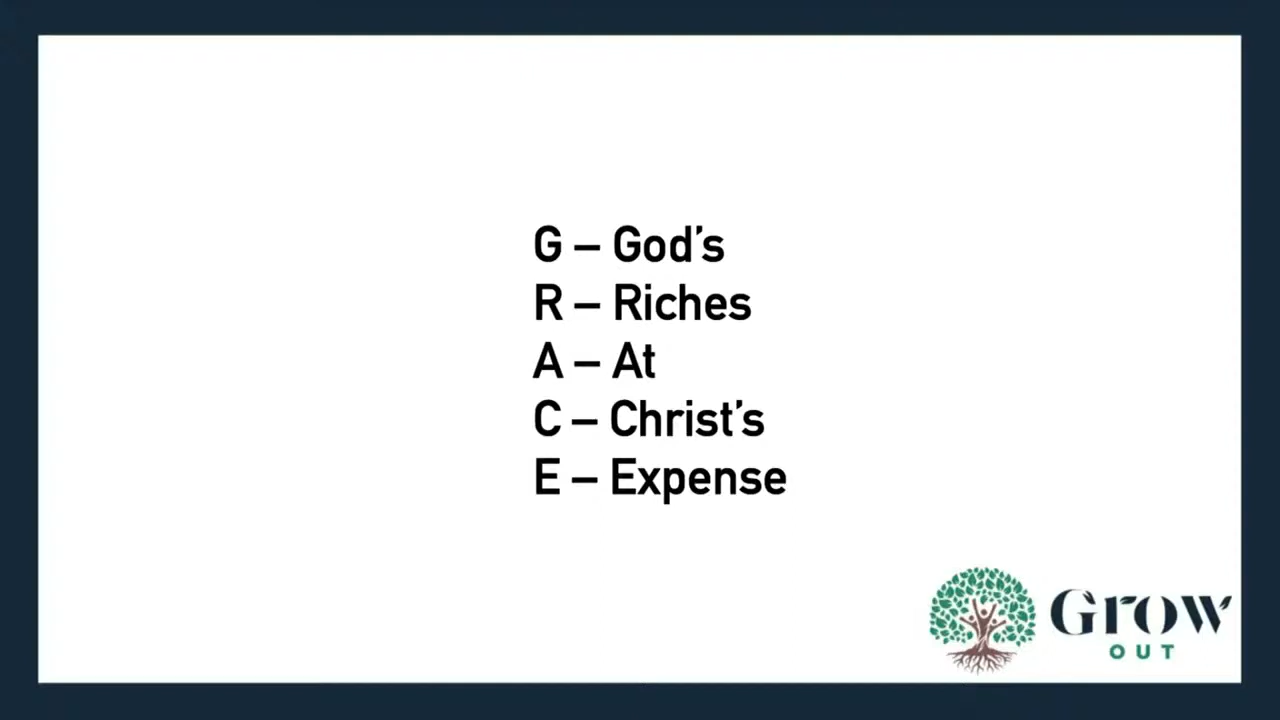 G – God’s
R – Riches
A – At
C – Christ’s
E – Expense
Grow
OUT